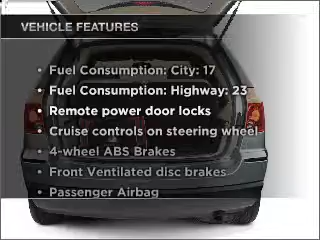 VEHICLE FEATURES
• Fuel Consumption: City: 17
• Fuel Consumption: Highway: 23
• Remote power door locks
• Cruise controls on steering wheel
• 4-wheel ABS Brakes
• Front Ventilated disc brakes
• Passenger Airbag